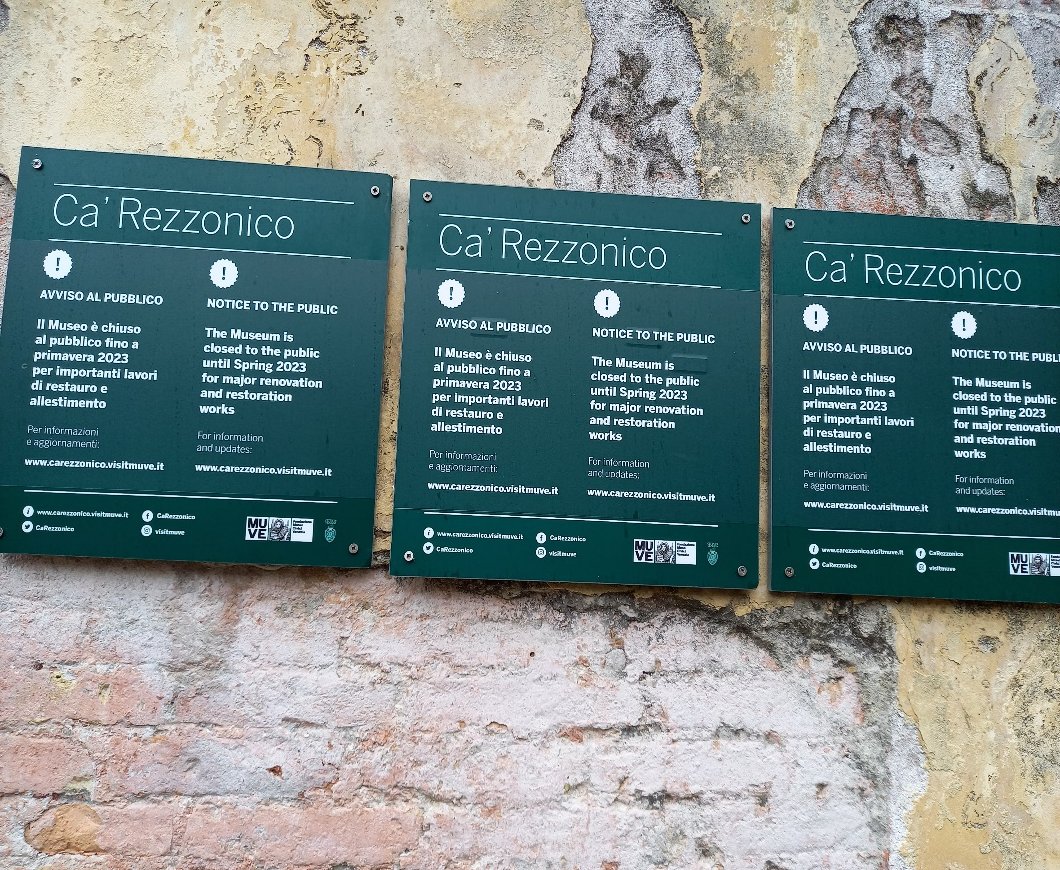 Ca' Rezzonico
AVVISO AL PUBBLICO
Il Museo è chiuso
al pubblico fino a
primavera 2023
per importanti lavori
di restauro e
allestimento
Per informazioni
e aggiornamenti:
www.carezzonico.visitmuve.it
NOTICE TO THE PUBLIC
The Museum is
closed to the public
until Spring 2023
for major renovation
and restoration
works
For information
and updates:
www.carezzonico.visitmuve.it
www.carezzonico.visitmuve.it
CaRezzonico
CaRezzonico
visitmuve
MU
VE
Fondazione
Musei
Civici
Venezia
Ca' Rezzonico
AVVISO AL PUBBLICO
Il Museo è chiuso
al pubblico fino a
primavera 2023
per importanti lavori
di restauro e
allestimento
Per informazioni
e aggiornamenti:
www.carezzonico.visitmuve.it
NOTICE TO THE PUBLIC
The Museum is
closed to the public
until Spring 2023
for major renovation
and restoration
works
For information
and updates:
www.carezzonico.visitmuve.it
www.carezzonico.visitmuve.it
CaRezzonico
CaRezzonico
visitmuve
MU
VE
Fondazione
Musei
Civici
Venezia
Ca' Rezzonico
AVVISO AL PUBBLICO
Il Museo è chiuso
al pubblico fino a
primavera 2023
per importanti lavori
di restauro e
allestimento
Per informazioni
e aggiornamenti:
www.carezzonico.visitmuve.it
NOTICE TO THE PUBL
The Museum is
closed to the public
until Spring 2023
for major renovation
and restoration
works
For information
and updates:
www.carezzonico.visitmu
www.carezzonico.visitmuve.it
CaRezzonico
CaRezzonico
visitmuve
MU
VE